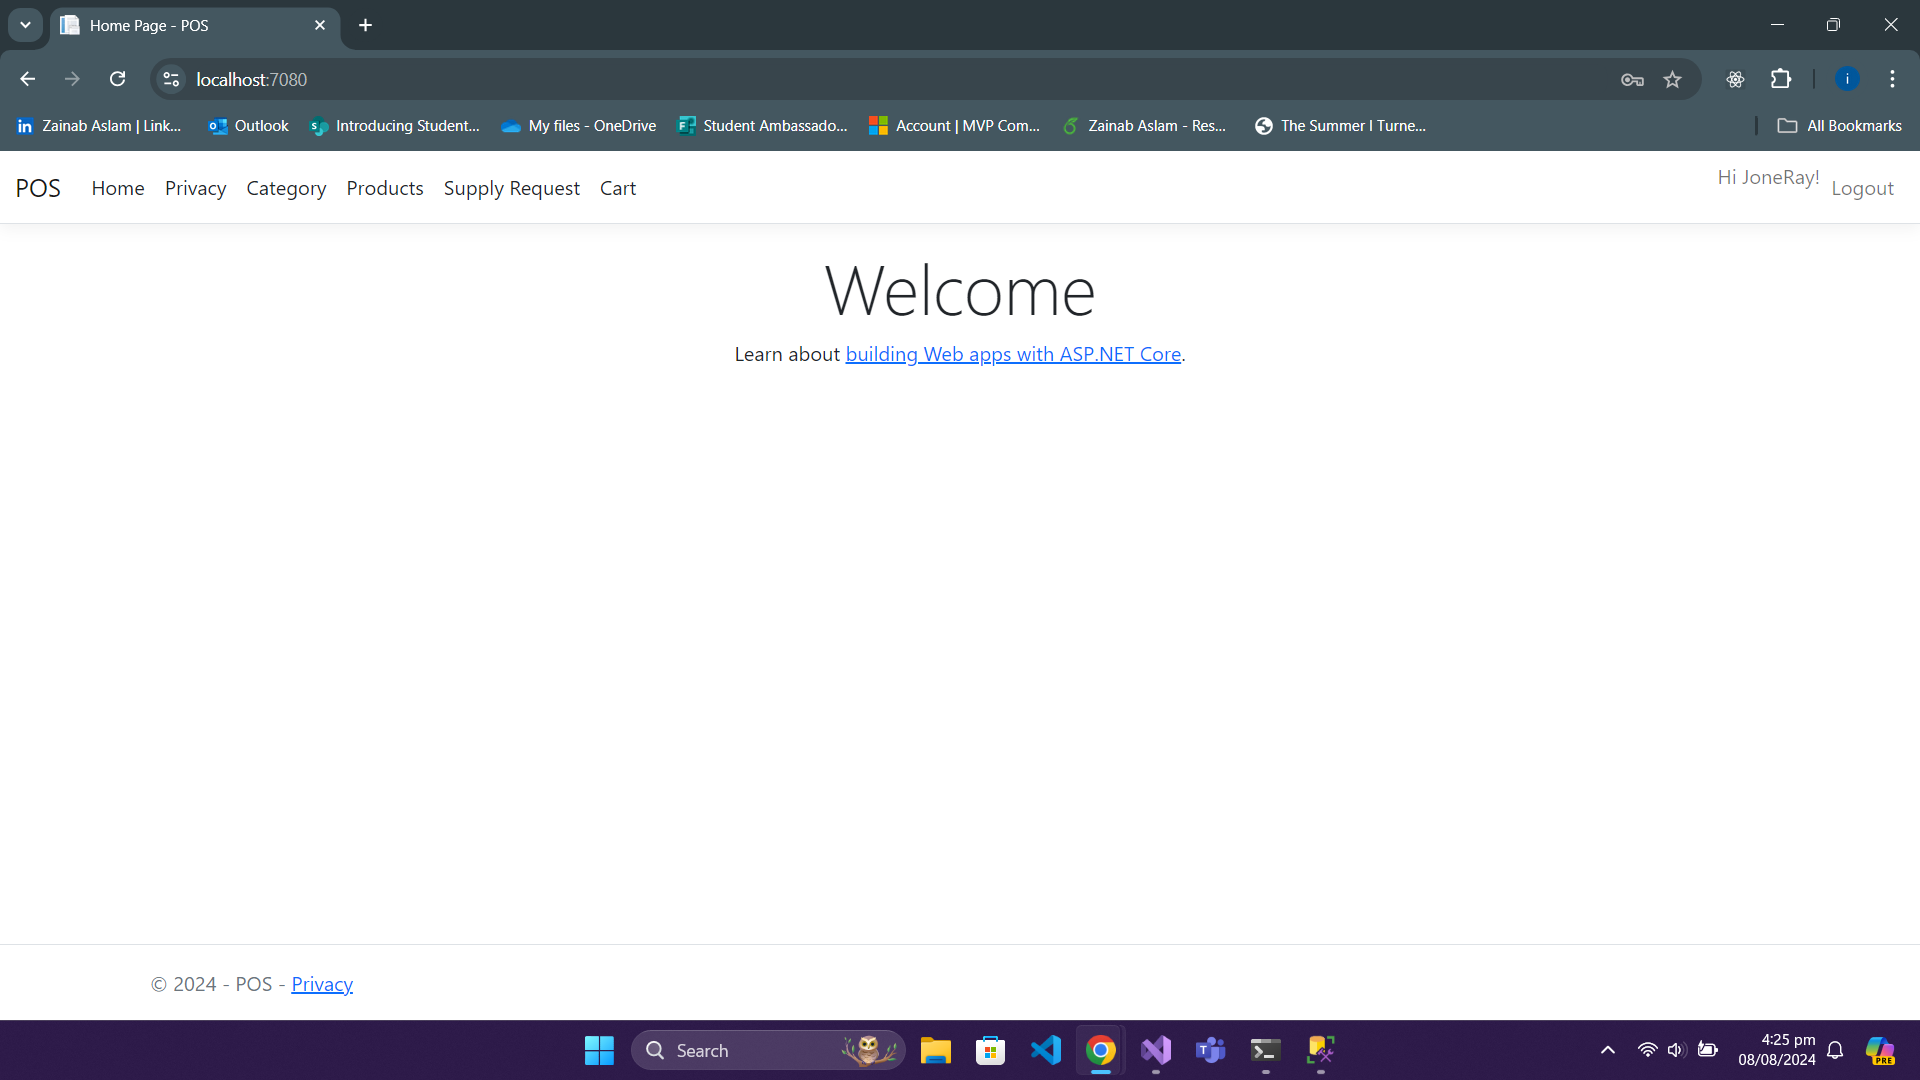 Home Page - POS
localhost:7080
i
Zainab Aslam | Link... Outlook Introducing Student... My files - OneDrive Student Ambassado... Account | MVP Com... Zainab Aslam - Res... The Summer I Turne... All Bookmarks
POS Home Privacy Category Products Supply Request Cart Hi JoneRay! Logout
Welcome
Learn about building Web apps with ASP.NET Core.
© 2024 - POS - Privacy
Search
4:25 pm
08/08/2024
PRE